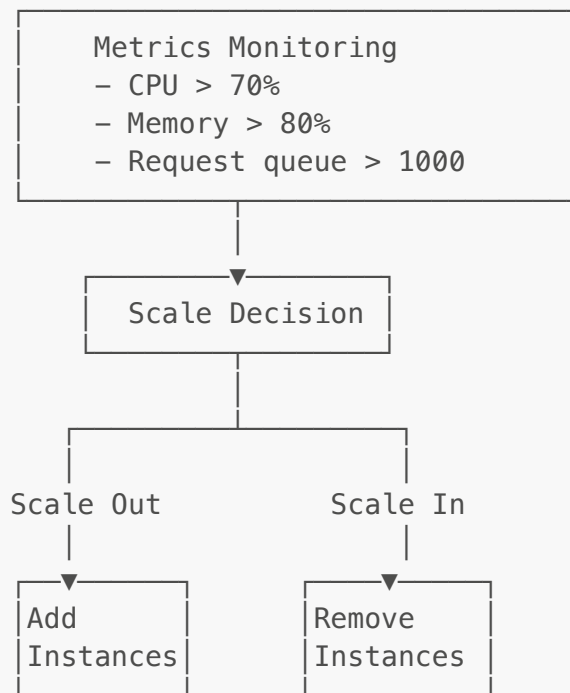 Metrics Monitoring
– CPU > 70%
– Memory > 80%
– Request queue > 1000
Scale Decision
Scale Out
Scale In
Add
Instances
Remove
Instances